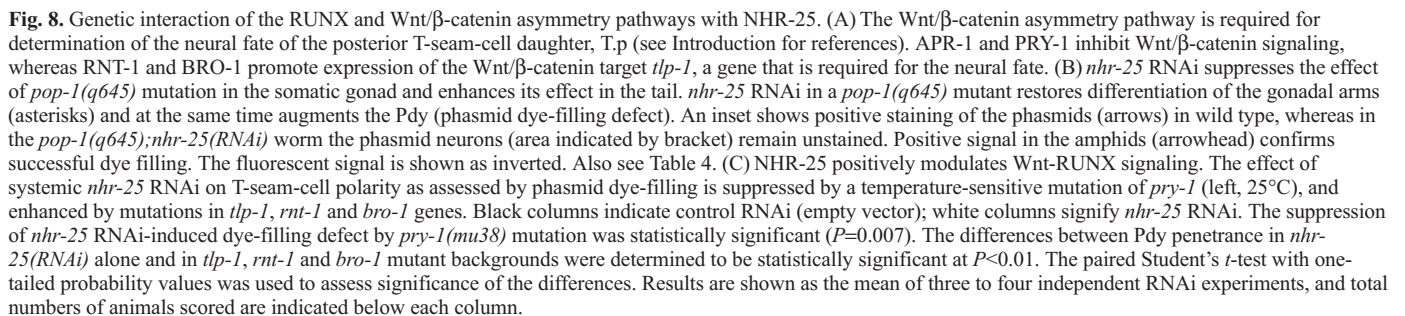 Fig. 8. Genetic interaction of the RUNX and Wnt/β-catenin asymmetry pathways with NHR-25. (A) The Wnt/β-catenin asymmetry pathway is required for
determination of the neural fate of the posterior T-seam-cell daughter, T.p (see Introduction for references). APR-1 and PRY-1 inhibit Wnt/β-catenin signaling,
whereas RNT-1 and BRO-1 promote expression of the Wnt/β-catenin target tlp-1, a gene that is required for the neural fate. (B) nhr-25 RNAi suppresses the effect
of pop-1(q645) mutation in the somatic gonad and enhances its effect in the tail. nhr-25 RNAi in a pop-1(q645) mutant restores differentiation of the gonadal arms
(asterisks) and at the same time augments the Pdy (phasmid dye-filling defect). An inset shows positive staining of the phasmids (arrows) in wild type, whereas in
the pop-1(q645);nhr-25(RNAi) worm the phasmid neurons (area indicated by bracket) remain unstained. Positive signal in the amphids (arrowhead) confirms
successful dye filling. The fluorescent signal is shown as inverted. Also see Table 4. (C) NHR-25 positively modulates Wnt-RUNX signaling. The effect of
systemic nhr-25 RNAi on T-seam-cell polarity as assessed by phasmid dye-filling is suppressed by a temperature-sensitive mutation of pry-1 (left, 25°C), and
enhanced by mutations in tlp-1, rnt-1 and bro-1 genes. Black columns indicate control RNAi (empty vector); white columns signify nhr-25 RNAi. The suppression
of nhr-25 RNAi-induced dye-filling defect by pry-1(mu38) mutation was statistically significant (P=0.007). The differences between Pdy penetrance in nhr-
25(RNAi) alone and in tlp-1, rnt-1 and bro-1 mutant backgrounds were determined to be statistically significant at P<0.01. The paired Student's t-test with one-
tailed probability values was used to assess significance of the differences. Results are shown as the mean of three to four independent RNAi experiments, and total
numbers of animals scored are indicated below each column.